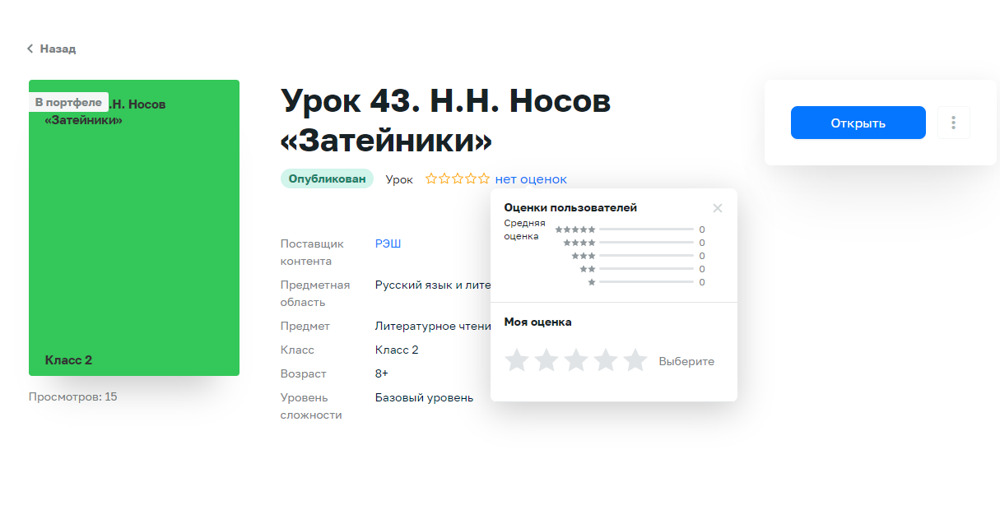 Назад
В портфеле
.Н. Носов
«Затейники»
Класс 2
Просмотров: 15
Урок 43. Н.Н. Носов
«Затейники»
Опубликован Урок нет оценок
Поставщик
контента
РЭШ
Предметная
область
Русский язык и лите
Предмет
Литературное чтени
Класс
Класс 2
Возраст
8+
Уровень
сложности
Базовый уровень
Оценки пользователей
Средняя
оценка
0
0
0
0
0
Моя оценка
Выберите
Открыть